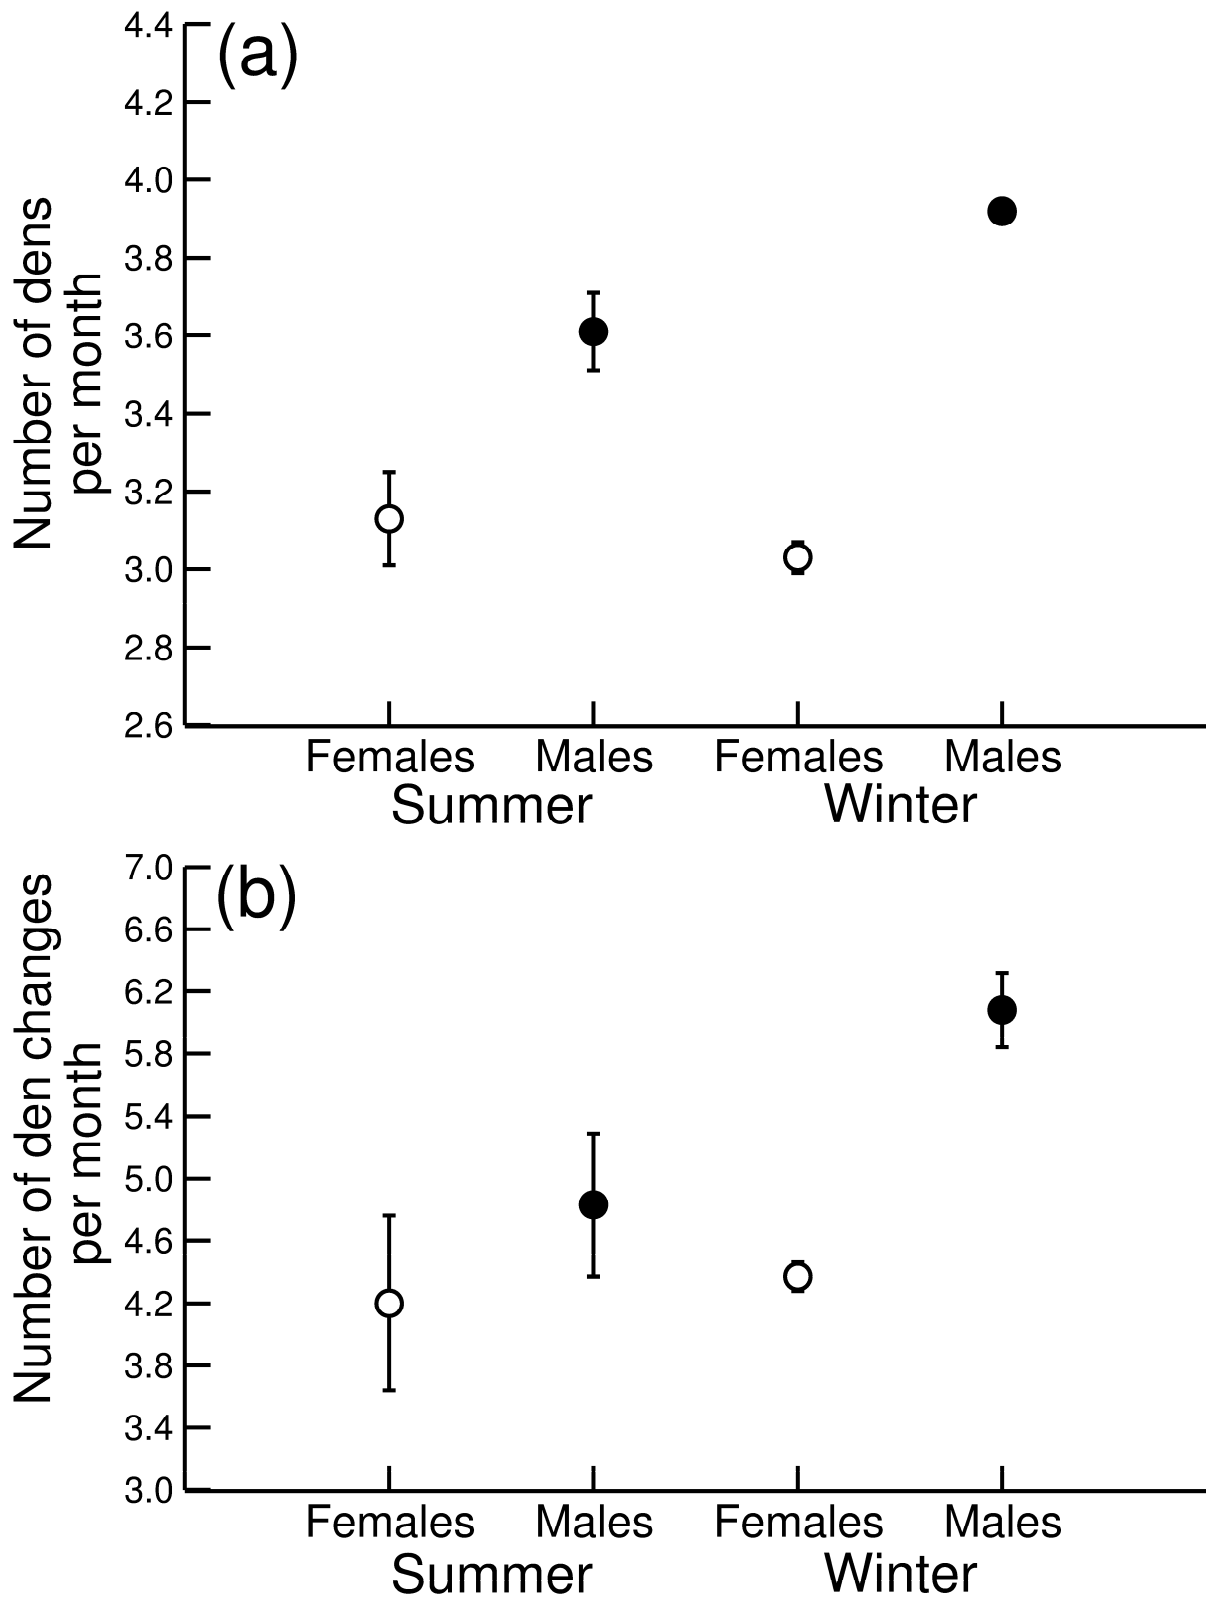 (a)
Number of dens
per month
4.4
4.2
4.0
3.8
3.6
3.4
3.2
3.0
2.8
2.6
Females Males Females Males
Summer Winter
(b)
Number of den changes
per month
7.0
6.6
6.2
5.8
5.4
5.0
4.6
4.2
3.8
3.4
3.0
Females Males Females Males
Summer Winter